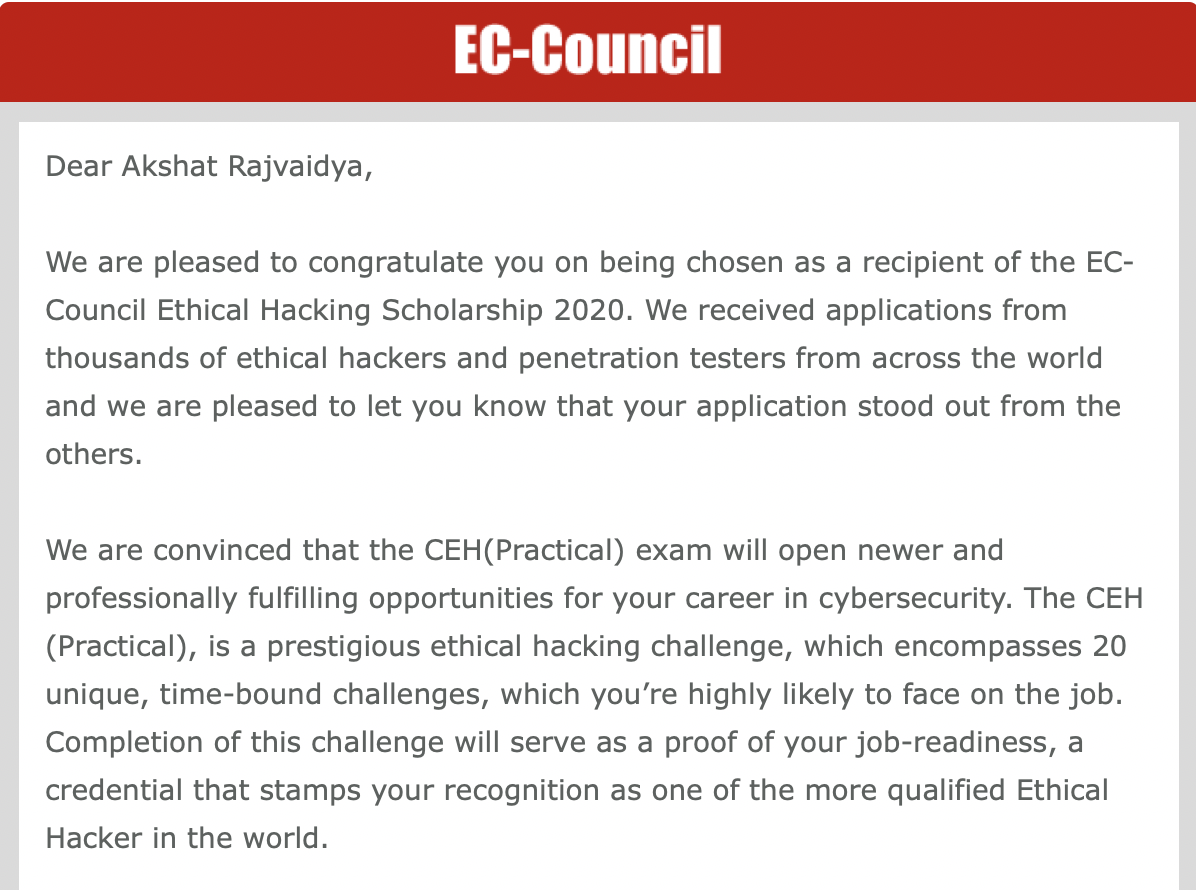 EC-Council
Dear Akshat Rajvaidya,
We are pleased to congratulate you on being chosen as a recipient of the EC-
Council Ethical Hacking Scholarship 2020. We received applications from
thousands of ethical hackers and penetration testers from across the world
and we are pleased to let you know that your application stood out from the
others.
We are convinced that the CEH(Practical) exam will open newer and
professionally fulfilling opportunities for your career in cybersecurity. The CEH
(Practical), is a prestigious ethical hacking challenge, which encompasses 20
unique, time-bound challenges, which you’re highly likely to face on the job.
Completion of this challenge will serve as a proof of your job-readiness, a
credential that stamps your recognition as one of the more qualified Ethical
Hacker in the world.